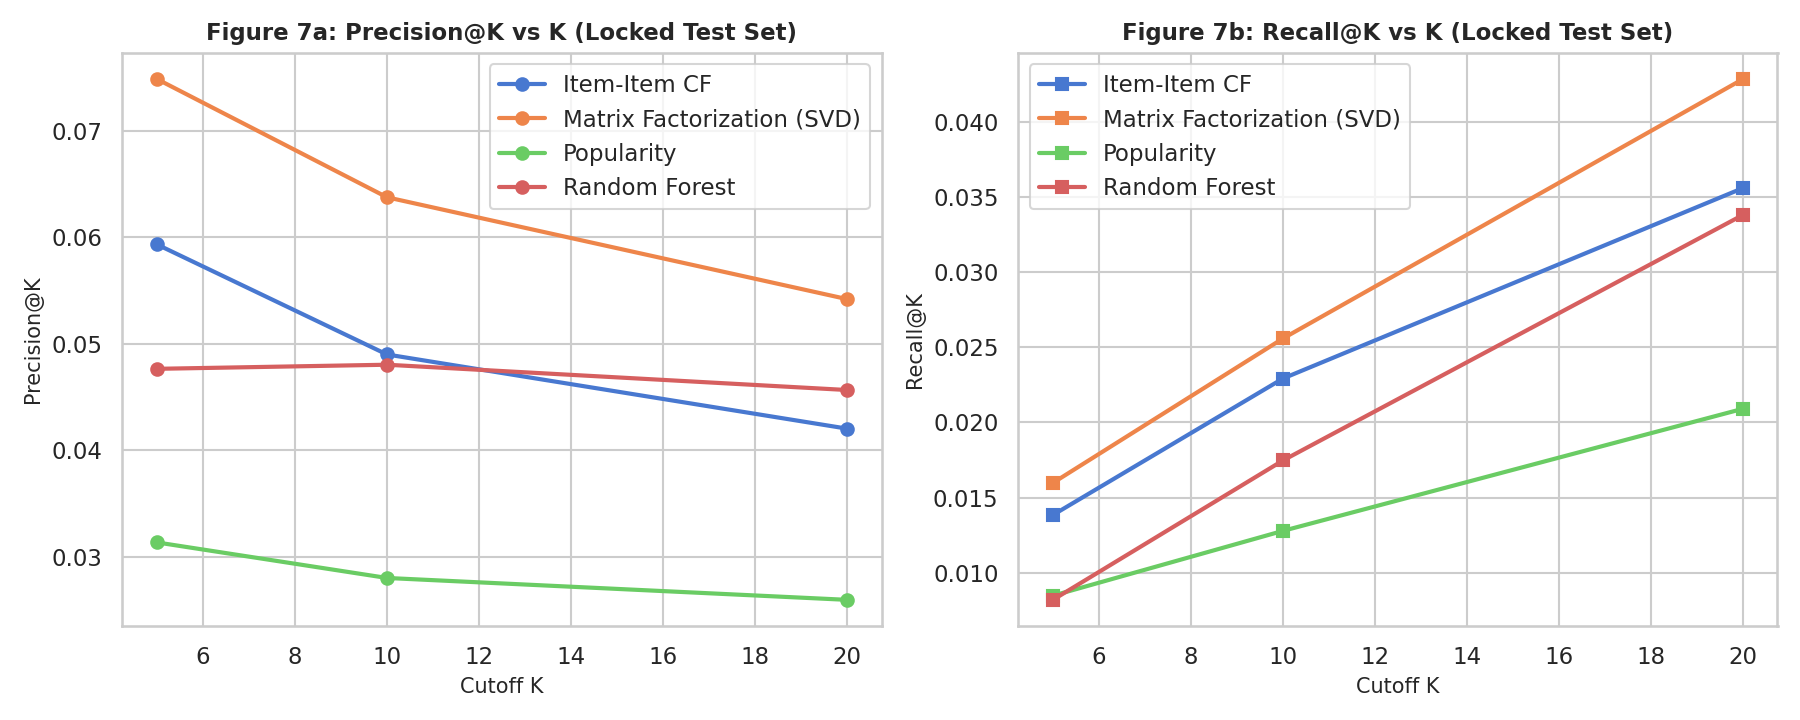 Figure 7a: Precision@K vs K (Locked Test Set)
Precision@K
0.07
0.06
0.05
0.04
0.03
Item-Item CF
Matrix Factorization (SVD)
Popularity
Random Forest
6 8 10 12 14 16 18 20
Cutoff K
Figure 7b: Recall@K vs K (Locked Test Set)
Recall@K
0.040
0.035
0.030
0.025
0.020
0.015
0.010
Item-Item CF
Matrix Factorization (SVD)
Popularity
Random Forest
6 8 10 12 14 16 18 20
Cutoff K